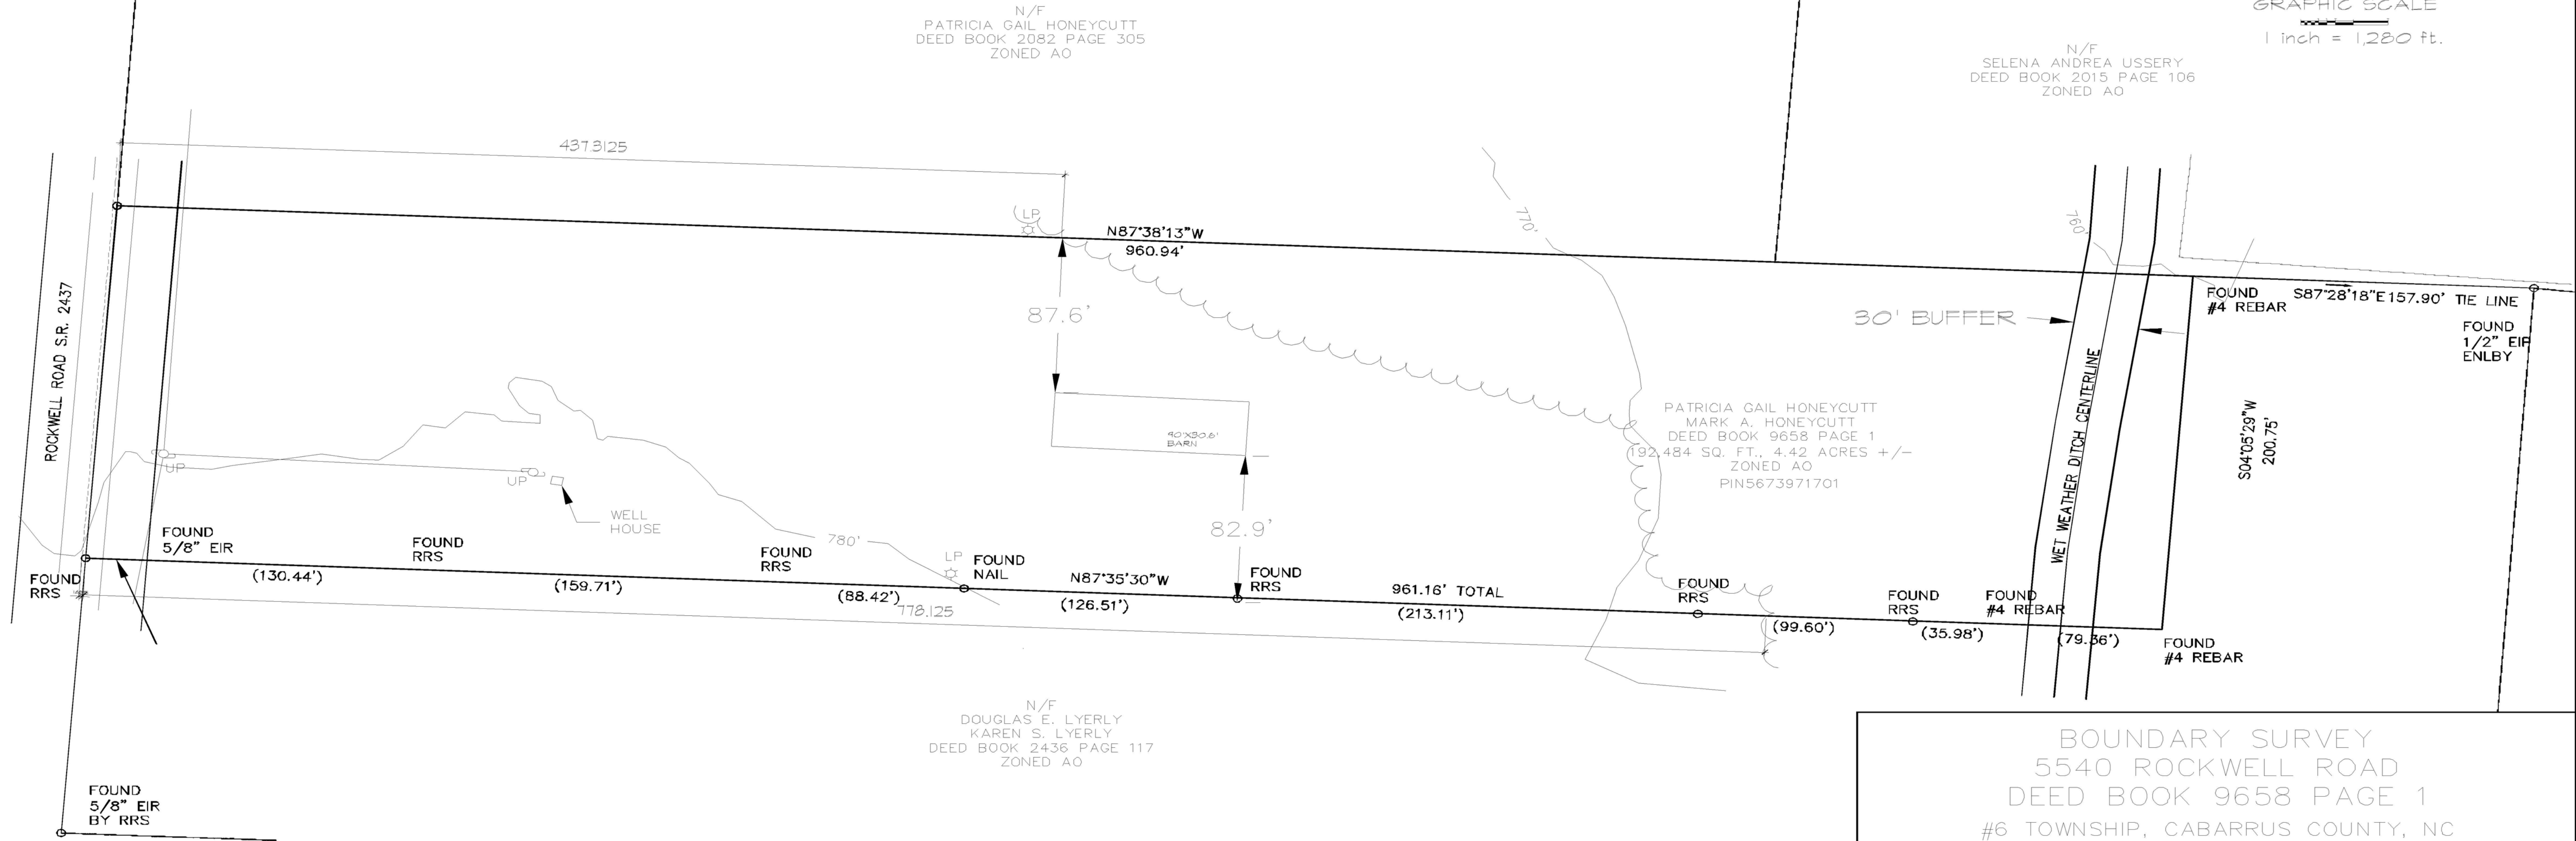 N/F
PATRICIA GAIL HONEYCUTT
DEED BOOK 2082 PAGE 305
ZONED AO
GRAPHIC SCALE
1 inch = 1,280 ft.
N/F
SELENA ANDREA USSERY
DEED BOOK 2015 PAGE 106
ZONED AO
437.3125
LP
N87°38'13"W
960.94'
770'
760'
87.6'
30' BUFFER
FOUND
#4 REBAR
S87°28'18"E 157.90' TIE LINE
FOUND
1/2" EIP
ENLBY
ROCKWELL ROAD S.R. 2437
WET WEATHER DITCH CENTERLINE
S04°05'29"W
200.75'
BARN
PATRICIA GAIL HONEYCUTT
MARK A. HONEYCUTT
DEED BOOK 9658 PAGE 1
192,484 SQ. FT., 4.42 ACRES +/-
ZONED AO
PIN5673971701
UP
UP
WELL
HOUSE
82.9'
780'
FOUND
5/8" EIR
FOUND
RRS
FOUND
RRS
LP
FOUND
NAIL
N87°35'30"W
FOUND
RRS
961.16' TOTAL
FOUND
RRS
FOUND
RRS
FOUND
#4 REBAR
FOUND
RRS
(130.44')
(159.71')
(88.42')
(126.51')
(213.11')
(99.60')
(35.98')
(79.36')
778.125
FOUND
#4 REBAR
N/F
DOUGLAS E. LYERLY
KAREN S. LYERLY
DEED BOOK 2436 PAGE 117
ZONED AO
FOUND
5/8" EIR
BY RRS
BOUNDARY SURVEY
5540 ROCKWELL ROAD
DEED BOOK 9658 PAGE 1
#6 TOWNSHIP, CABARRUS COUNTY, NC